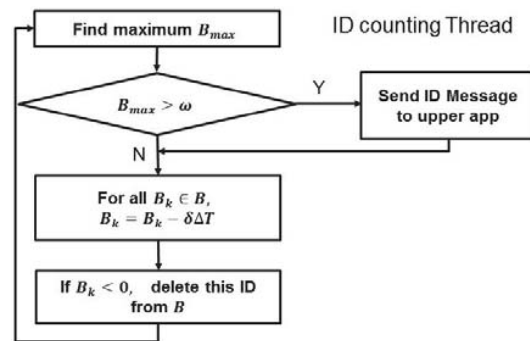 Find maximum B_max
ID counting Thread
B_max > ω
Y
Send ID Message
to upper app
N
For all B_k ∈ B,
B_k = B_k − δΔT
If B_k < 0, delete this ID
from B